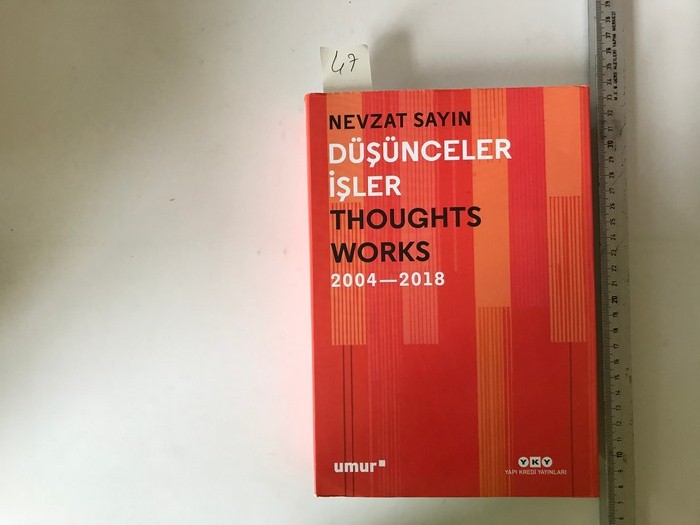 47
NEVZAT SAYIN
DÜŞÜNCELER
İŞLER
THOUGHTS
WORKS
2004—2018
umur
YKY
YAPI KREDİ YAYINLARI